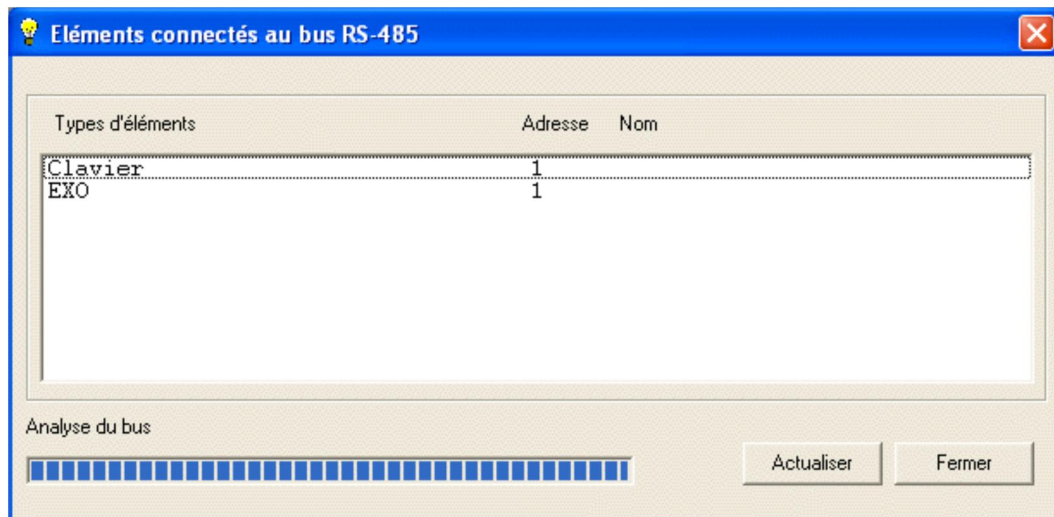 Eléments connectés au bus RS-485
Types d'éléments Adresse Nom
Clavier 1
EXO 1
Analyse du bus
Actualiser Fermer